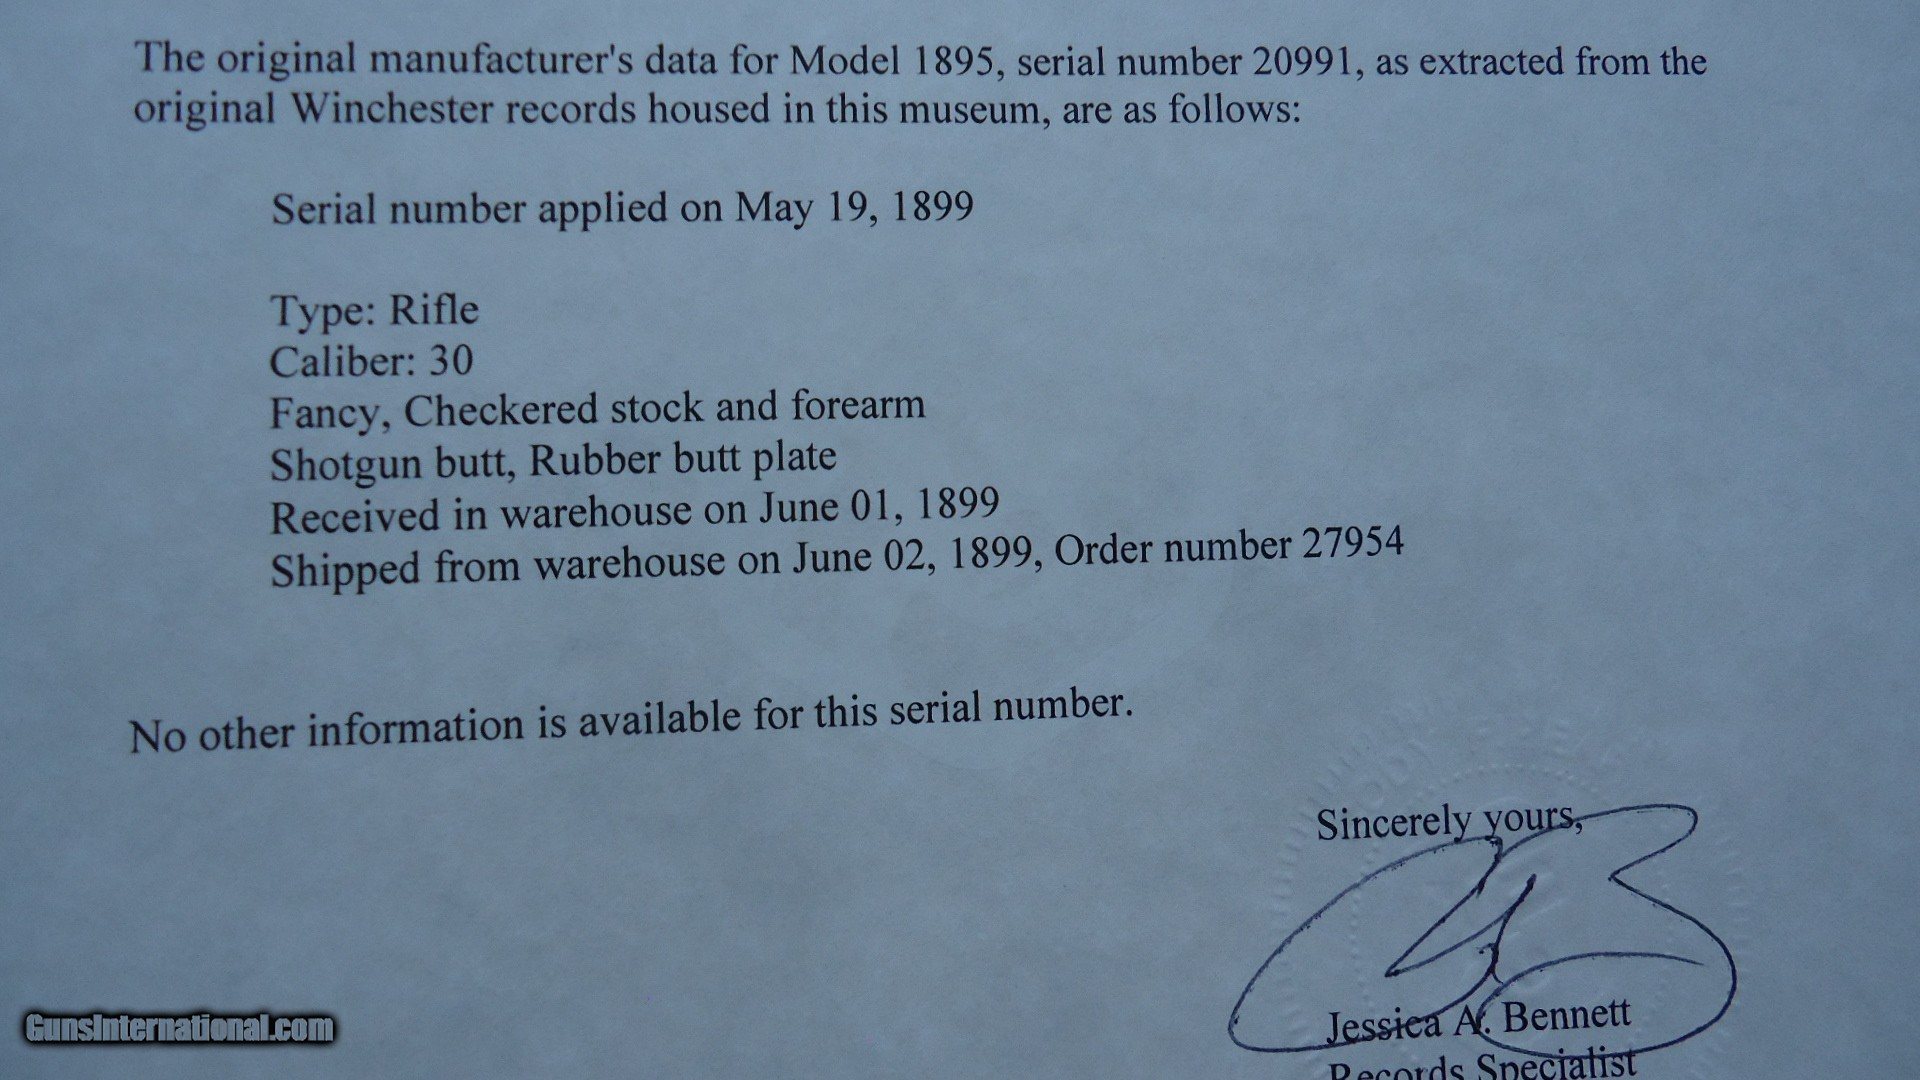 The original manufacturer's data for Model 1895, serial number 20991, as extracted from the
original Winchester records housed in this museum, are as follows:
Serial number applied on May 19, 1899
Type: Rifle
Caliber: 30
Fancy, Checkered stock and forearm
Shotgun butt, Rubber butt plate
Received in warehouse on June 01, 1899
Shipped from warehouse on June 02, 1899, Order number 27954
No other information is available for this serial number.
Sincerely yours,
Jessica A. Bennett
Records Specialist
GunsInternational.com